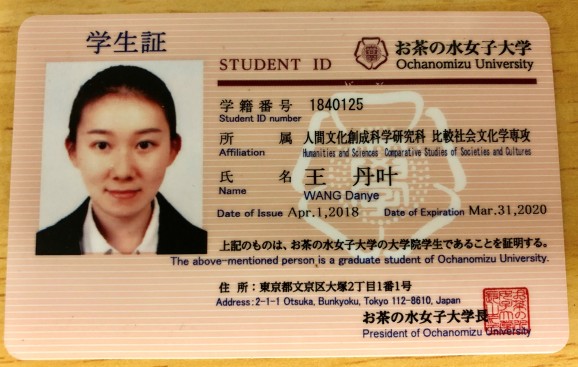 学生証
STUDENT ID
お茶の水女子大学
Ochanomizu University
学籍番号 1840125
Student ID number
所属 人間文化創成科学研究科 比較社会文化学専攻
Affiliation Humanities and Sciences Comparative Studies of Societies and Cultures
氏名 王 丹叶
Name WANG Danye
Date of Issue Apr.1,2018 Date of Expiration Mar.31,2020
上記のものは、お茶の水女子大学の大学院学生であることを証明する。
The above-mentioned person is a graduate student of Ochanomizu University.
住所：東京都文京区大塚2丁目1番1号
Address:2-1-1 Otsuka, Bunkyoku, Tokyo 112-8610, Japan
お茶の水女子大学長
President of Ochanomizu University